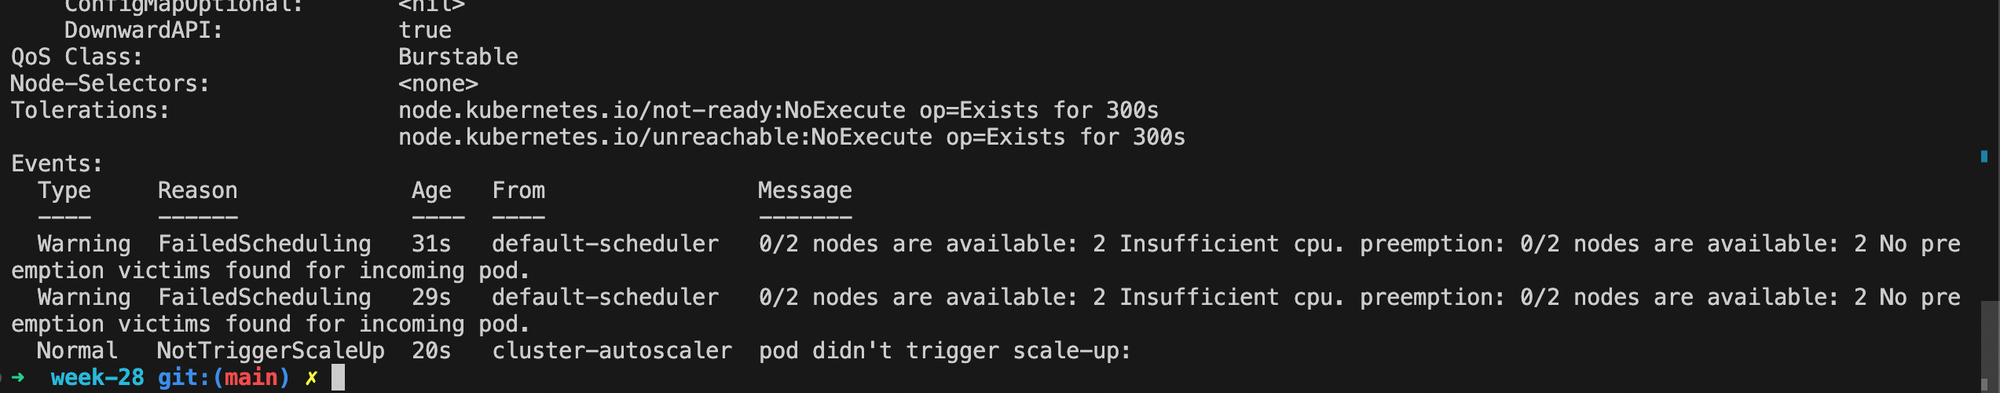 ConfigMapOptional: <nil>
DownwardAPI: true
QoS Class: Burstable
Node-Selectors: <none>
Tolerations: node.kubernetes.io/not-ready:NoExecute op=Exists for 300s
node.kubernetes.io/unreachable:NoExecute op=Exists for 300s
Events:
Type Reason Age From Message
---- ------ ---- ---- -------
Warning FailedScheduling 31s default-scheduler 0/2 nodes are available: 2 Insufficient cpu. preemption: 0/2 nodes are available: 2 No pre
emption victims found for incoming pod.
Warning FailedScheduling 29s default-scheduler 0/2 nodes are available: 2 Insufficient cpu. preemption: 0/2 nodes are available: 2 No pre
emption victims found for incoming pod.
Normal NotTriggerScaleUp 20s cluster-autoscaler pod didn't trigger scale-up:
➜ week-28 git:(main) ✗